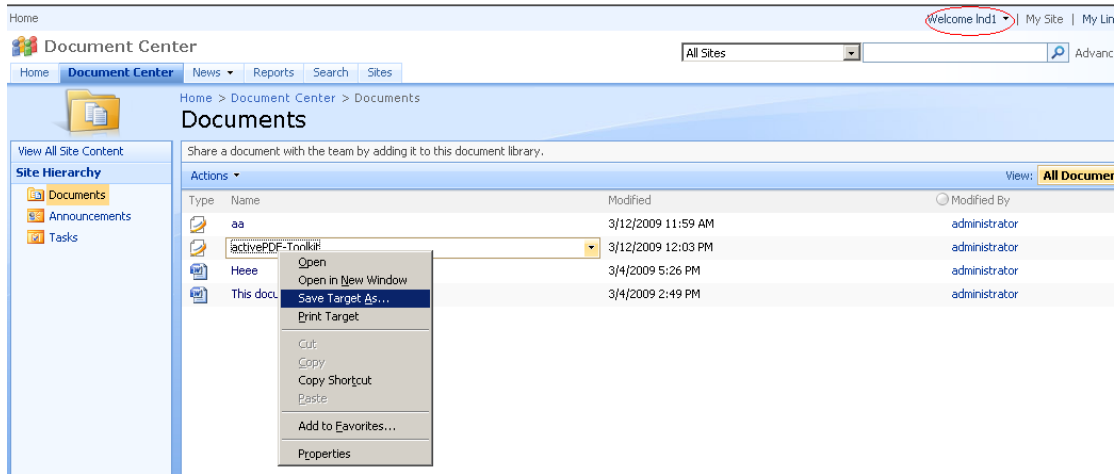 Home Welcome Ind1 | My Site | My Lin
Document Center All Sites Advanc
Home Document Center News Reports Search Sites
Home > Document Center > Documents
Documents
View All Site Content Share a document with the team by adding it to this document library.
Site Hierarchy Actions View: All Documen
Documents Type Name Modified Modified By
Announcements aa 3/12/2009 11:59 AM administrator
Tasks activePDF-Toolkit 3/12/2009 12:03 PM administrator
Heee 3/4/2009 5:26 PM administrator
This docu 3/4/2009 2:49 PM administrator
Open
Open in New Window
Save Target As...
Print Target
Cut
Copy
Copy Shortcut
Paste
Add to Favorites...
Properties